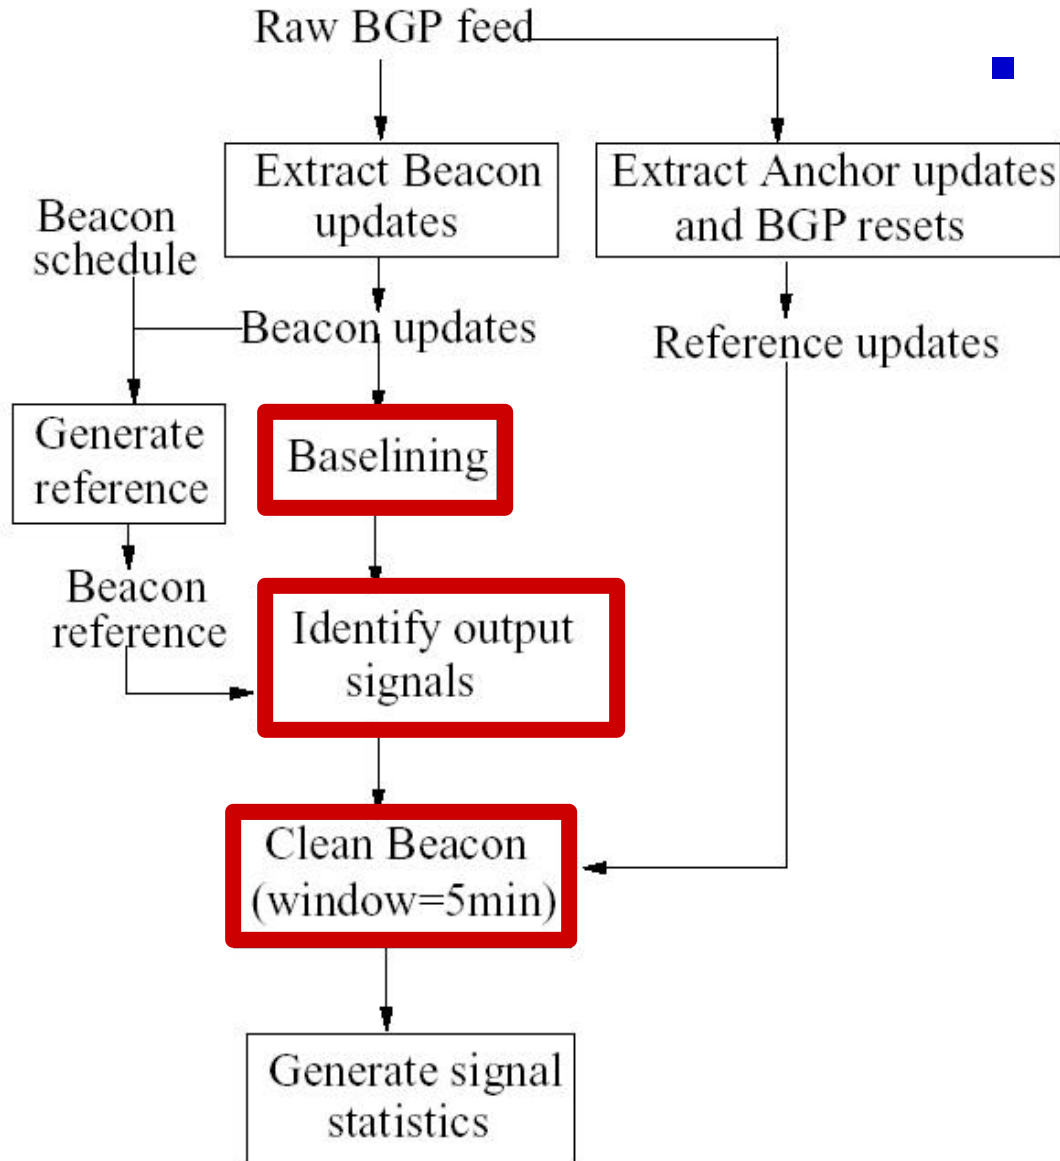 Raw BGP feed
Extract Beacon
updates
Extract Anchor updates
and BGP resets
Beacon
schedule
Beacon updates
Reference updates
Generate
reference
Baselining
Beacon
reference
Identify output
signals
Clean Beacon
(window=5min)
Generate signal
statistics